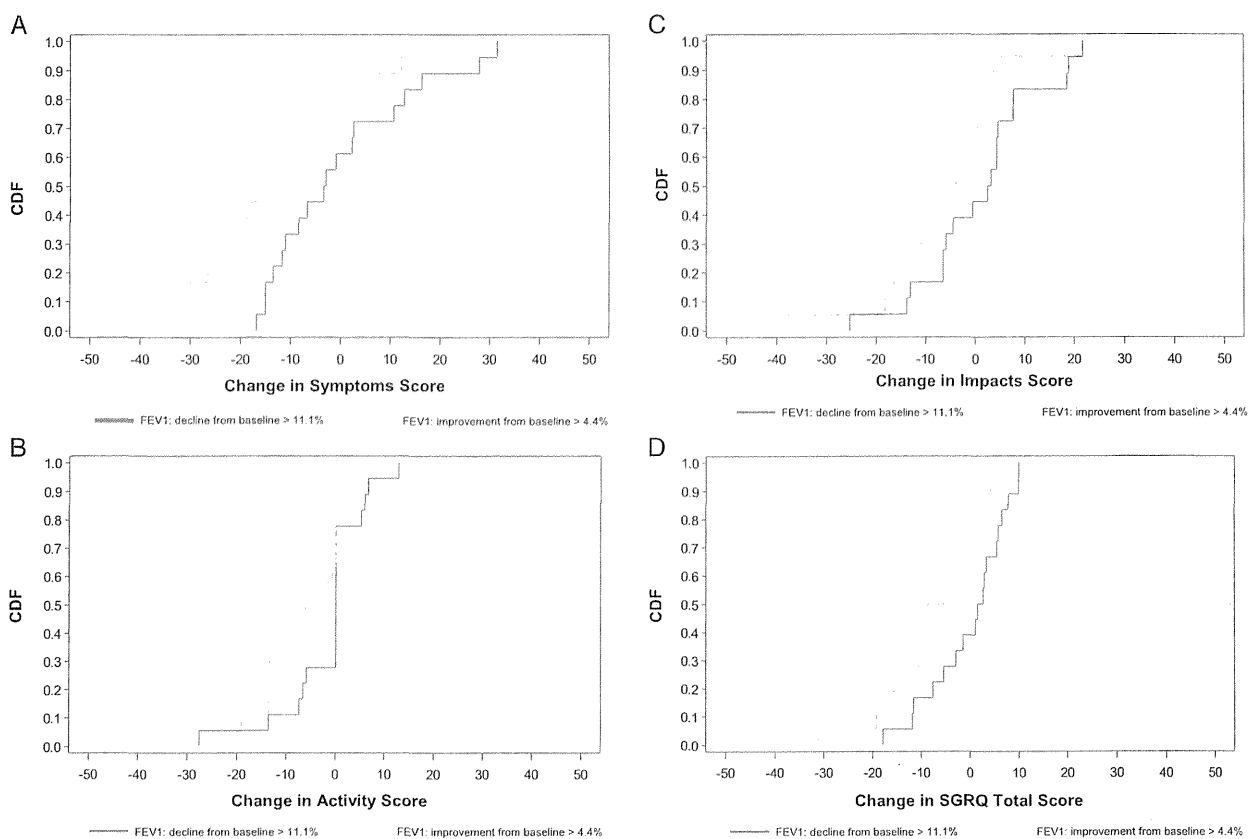 A
1.0
0.9
0.8
0.7
0.6
0.5
0.4
0.3
0.2
0.1
0.0
CDF
-50 -40 -30 -20 -10 0 10 20 30 40 50
Change in Symptoms Score
FEV1: decline from baseline > 11.1% FEV1: improvement from baseline > 4.4%
C
1.0
0.9
0.8
0.7
0.6
0.5
0.4
0.3
0.2
0.1
0.0
CDF
-50 -40 -30 -20 -10 0 10 20 30 40 50
Change in Impacts Score
FEV1: decline from baseline > 11.1% FEV1: improvement from baseline > 4.4%
B
1.0
0.9
0.8
0.7
0.6
0.5
0.4
0.3
0.2
0.1
0.0
CDF
-50 -40 -30 -20 -10 0 10 20 30 40 50
Change in Activity Score
FEV1: decline from baseline > 11.1% FEV1: improvement from baseline > 4.4%
D
1.0
0.9
0.8
0.7
0.6
0.5
0.4
0.3
0.2
0.1
0.0
CDF
-50 -40 -30 -20 -10 0 10 20 30 40 50
Change in SGRQ Total Score
FEV1: decline from baseline > 11.1% FEV1: improvement from baseline > 4.4%